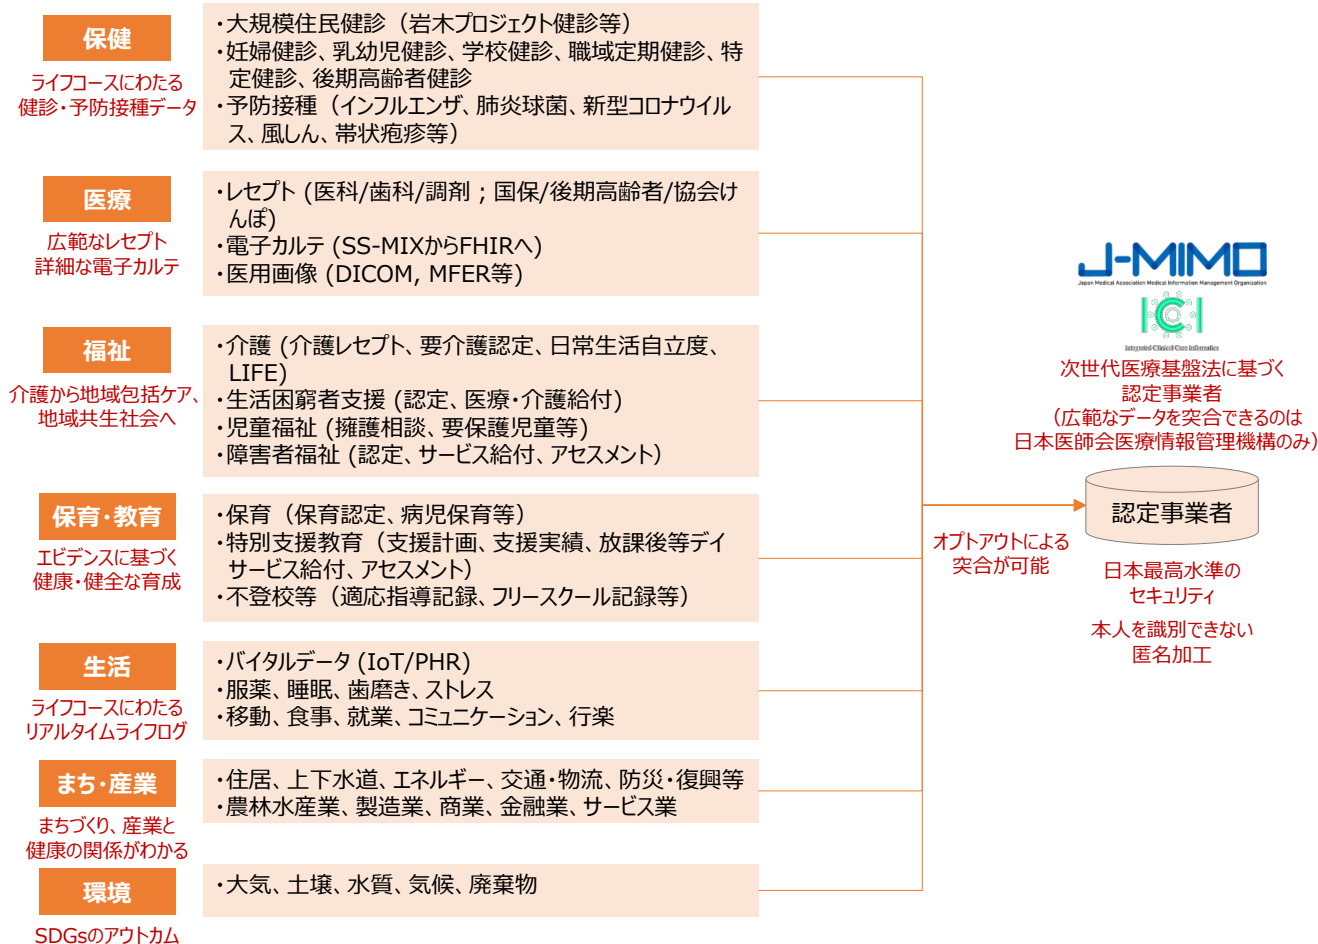 保健
ライフコースにわたる
健診・予防接種データ
・大規模住民健診（岩木プロジェクト健診等）
・妊婦健診、乳幼児健診、学校健診、職域定期健診、特
定健診、後期高齢者健診
・予防接種（インフルエンザ、肺炎球菌、新型コロナウイル
ス、風しん、帯状疱疹等）
医療
広範なレセプト
詳細な電子カルテ
・レセプト (医科/歯科/調剤；国保/後期高齢者/協会け
んぽ)
・電子カルテ (SS-MIXからFHIRへ)
・医用画像 (DICOM, MFER等)
福祉
介護から地域包括ケア、
地域共生社会へ
・介護 (介護レセプト、要介護認定、日常生活自立度、
LIFE)
・生活困窮者支援 (認定、医療・介護給付)
・児童福祉 (擁護相談、要保護児童等)
・障害者福祉 (認定、サービス給付、アセスメント）
保育・教育
エビデンスに基づく
健康・健全な育成
・保育（保育認定、病児保育等）
・特別支援教育（支援計画、支援実績、放課後等デイ
サービス給付、アセスメント）
・不登校等（適応指導記録、フリースクール記録等）
生活
ライフコースにわたる
リアルタイムライフログ
・バイタルデータ (IoT/PHR)
・服薬、睡眠、歯磨き、ストレス
・移動、食事、就業、コミュニケーション、行楽
まち・産業
まちづくり、産業と
健康の関係がわかる
・住居、上下水道、エネルギー、交通・物流、防災・復興等
・農林水産業、製造業、商業、金融業、サービス業
環境
SDGsのアウトカム
・大気、土壌、水質、気候、廃棄物
オプトアウトによる
突合が可能
J-MIMO
Japan Medical Association Medical Information Management Organization
ICI
Integrated Clinical Care Informatics
次世代医療基盤法に基づく
認定事業者
（広範なデータを突合できるのは
日本医師会医療情報管理機構のみ）
認定事業者
日本最高水準の
セキュリティ
本人を識別できない
匿名加工